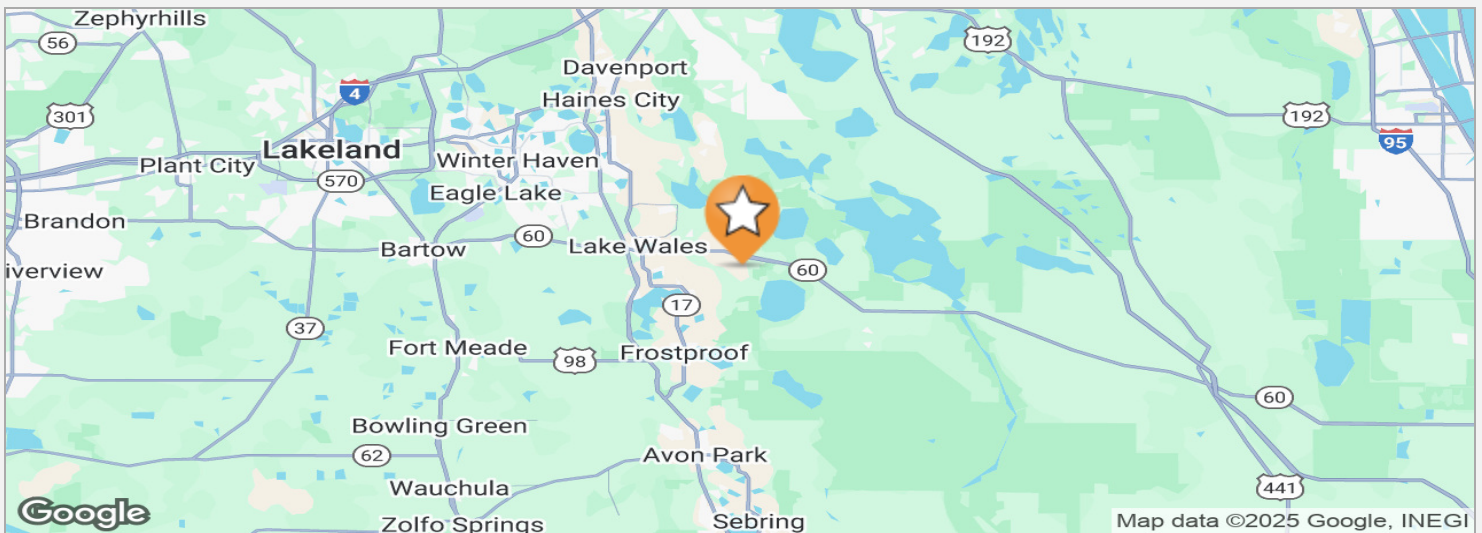 Zephyrhills
56
192
Davenport
4
Haines City
301
192
95
Lakeland
Plant City
Winter Haven
570
Eagle Lake
Brandon
60
Lake Wales
Bartow
iverview
60
17
37
Fort Meade
98
Frostproof
60
Bowling Green
62
Avon Park
Wauchula
441
Google
Zolfo Springs
Sebring
Map data ©2025 Google, INEGI